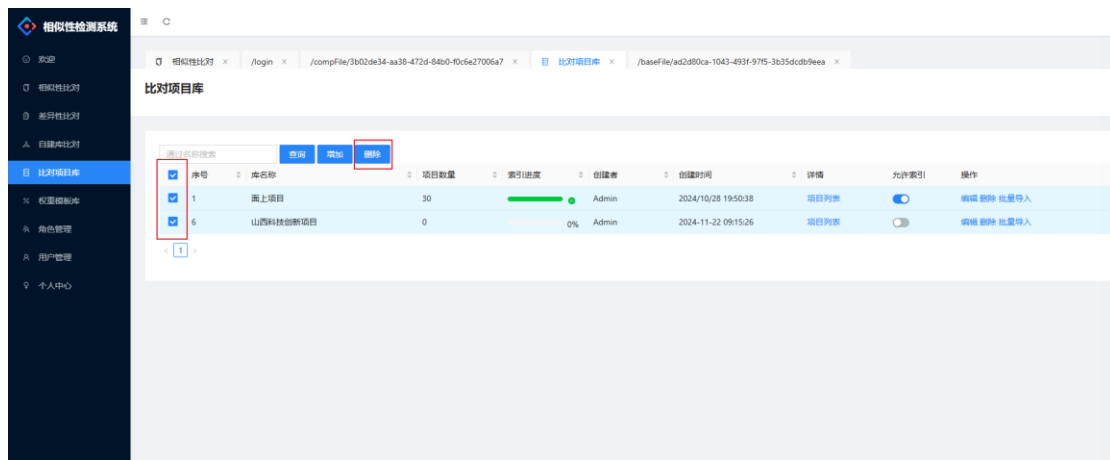 相似性检测系统
欢迎
相似性比对
差异性比对
自建库比对
比对项目库
权重模板库
角色管理
用户管理
个人中心
相似性比对 × /login × /compFile/3b02de34-aa38-472d-84b0-f0c6e27006a7 × 比对项目库 × /baseFile/ad2d80ca-1043-493f-97f5-3b35dcdb9eea ×
比对项目库
通过名称搜索 查询 增加 删除
序号 库名称 项目数量 索引进度 创建者 创建时间 详情 允许索引 操作
1 面上项目 30 Admin 2024/10/28 19:50:38 项目列表 编辑 删除 批量导入
6 山西科技创新项目 0 0% Admin 2024-11-22 09:15:26 项目列表 编辑 删除 批量导入
< 1 >